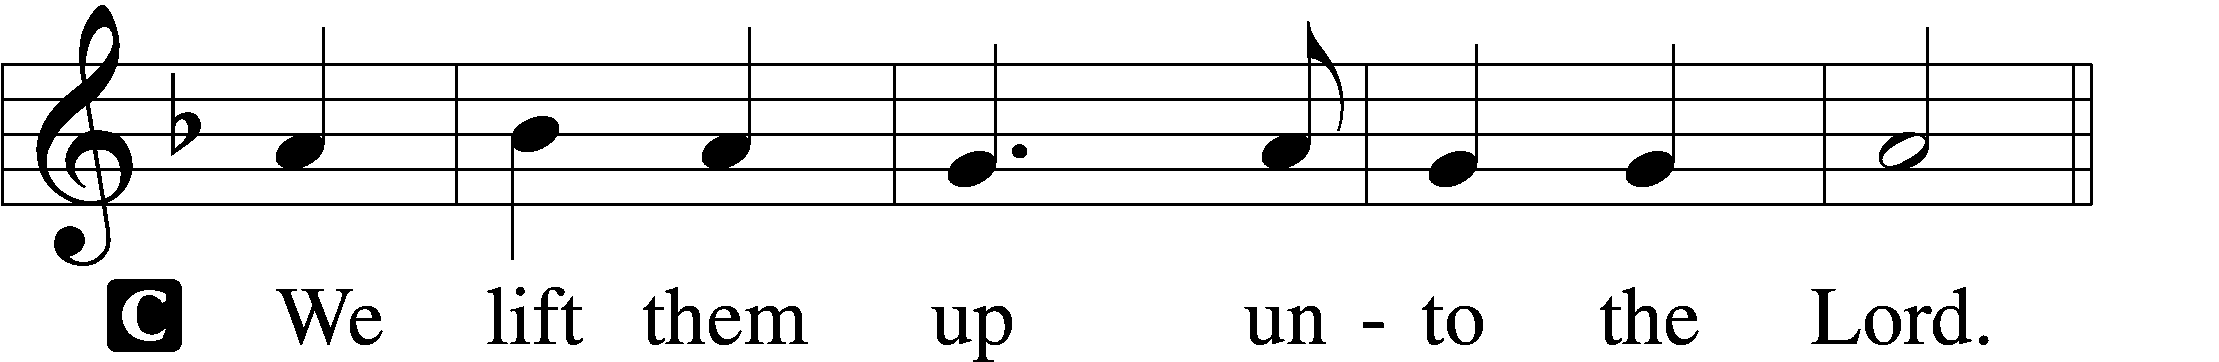 C We lift them up un - to the Lord.